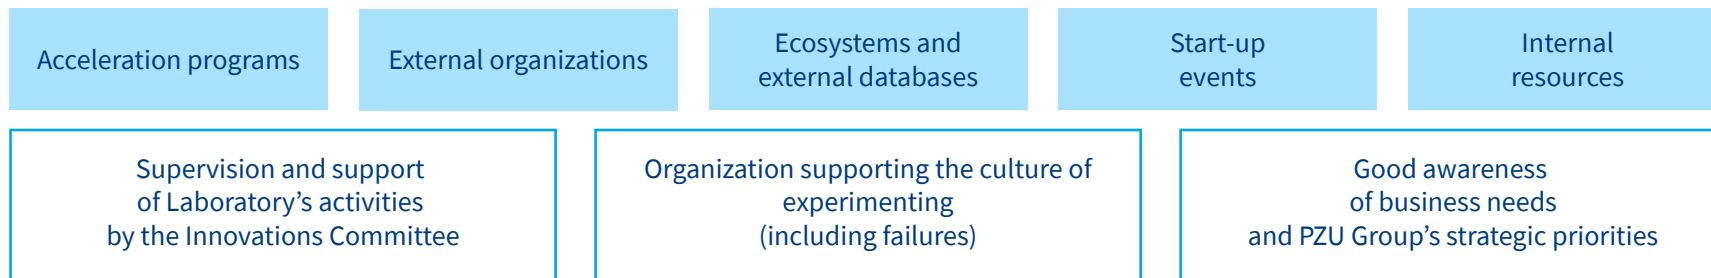 Acceleration programs
External organizations
Ecosystems and
external databases
Start-up
events
Internal
resources
Supervision and support
of Laboratory’s activities
by the Innovations Committee
Organization supporting the culture of
experimenting
(including failures)
Good awareness
of business needs
and PZU Group’s strategic priorities